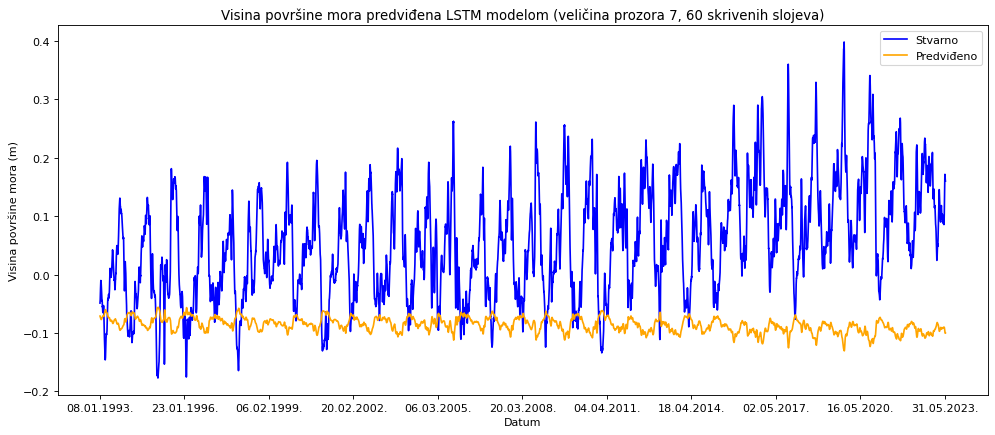 Visina površine mora predviđena LSTM modelom (veličina prozora 7, 60 skrivenih slojeva)
Stvarno
Predviđeno
Visina površine mora (m)
0.4
0.3
0.2
0.1
0.0
−0.1
−0.2
08.01.1993. 23.01.1996. 06.02.1999. 20.02.2002. 06.03.2005. 20.03.2008. 04.04.2011. 18.04.2014. 02.05.2017. 16.05.2020. 31.05.2023.
Datum